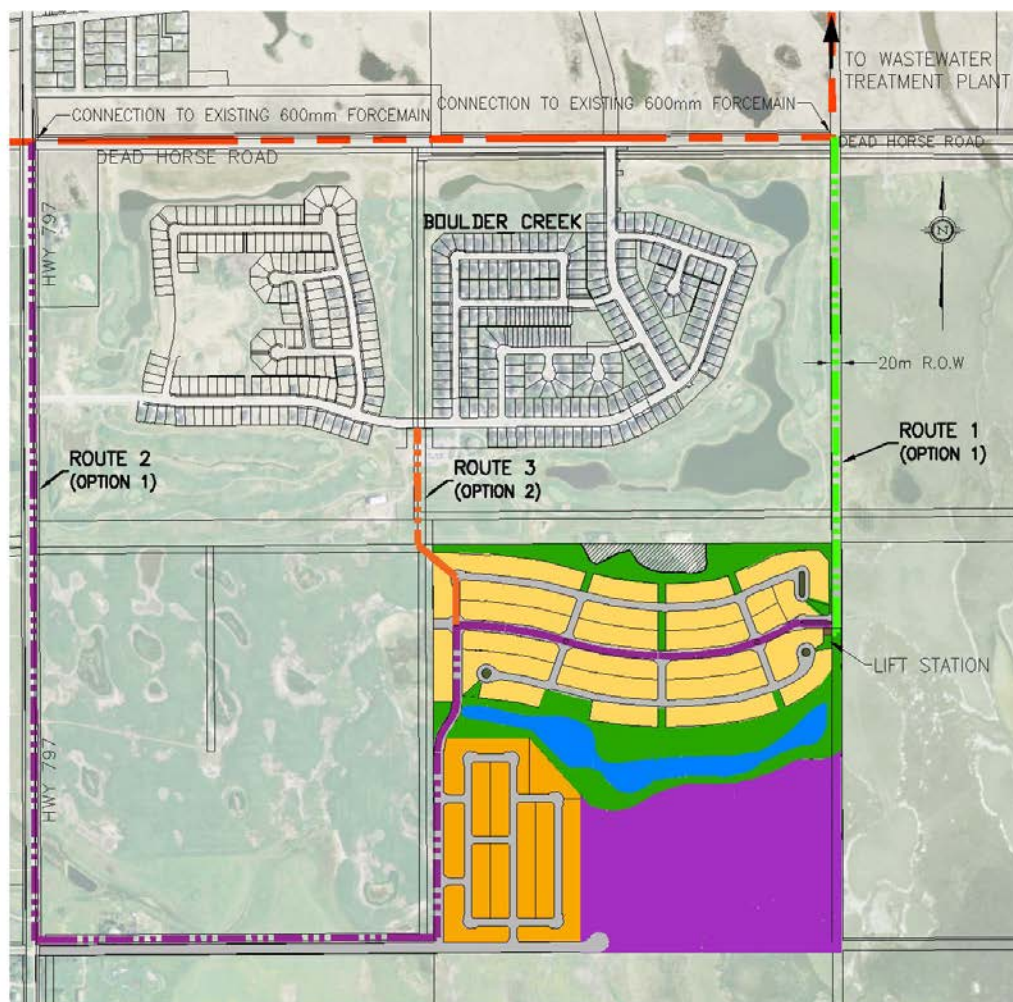 TO WASTEWATER
TREATMENT PLANT
CONNECTION TO EXISTING 600mm FORCEMAIN
CONNECTION TO EXISTING 600mm FORCEMAIN
DEAD HORSE ROAD
DEAD HORSE ROAD
HWY 797
BOULDER CREEK
N
20m R.O.W
ROUTE 1
(OPTION 1)
ROUTE 2
(OPTION 1)
ROUTE 3
(OPTION 2)
LIFT STATION
HWY 797